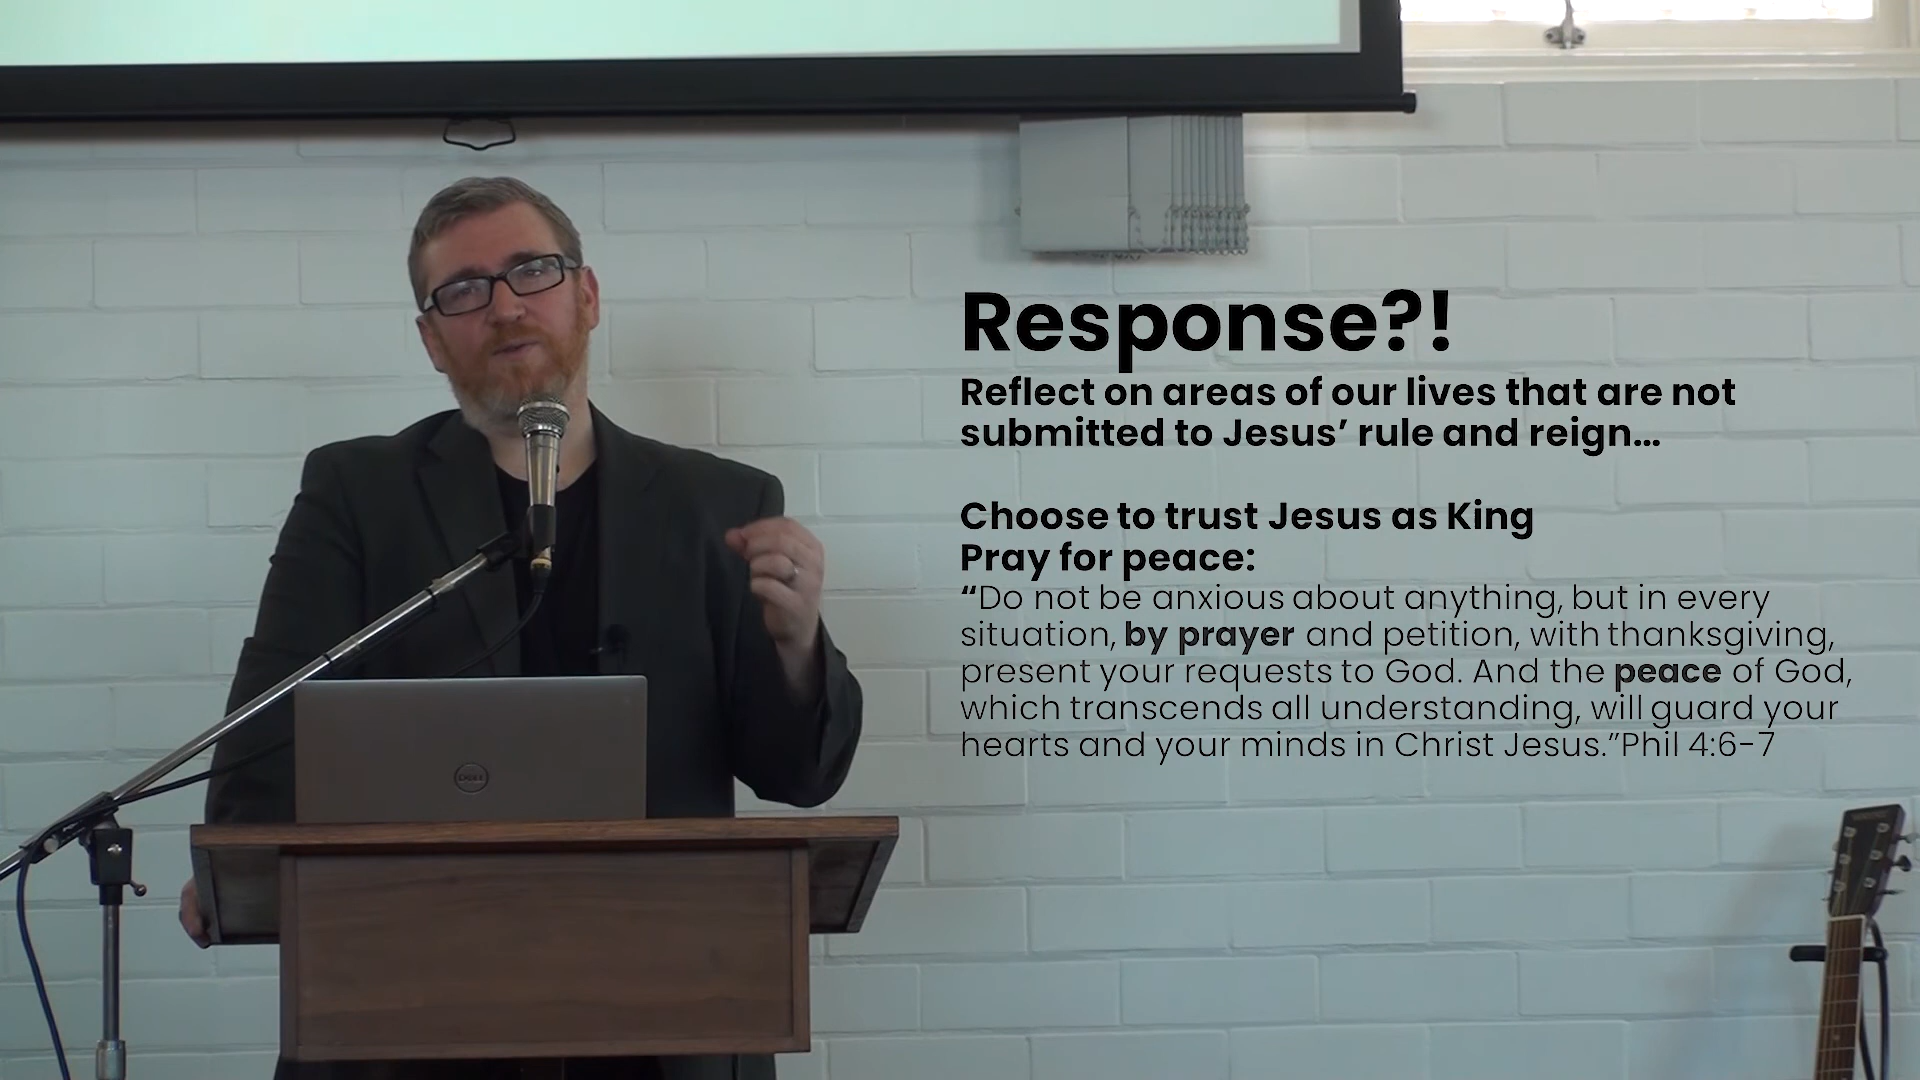 Response?!
Reflect on areas of our lives that are not
submitted to Jesus’ rule and reign...
Choose to trust Jesus as King
Pray for peace:
“Do not be anxious about anything, but in every
situation, by prayer and petition, with thanksgiving,
present your requests to God. And the peace of God,
which transcends all understanding, will guard your
hearts and your minds in Christ Jesus.”Phil 4:6-7
DELL